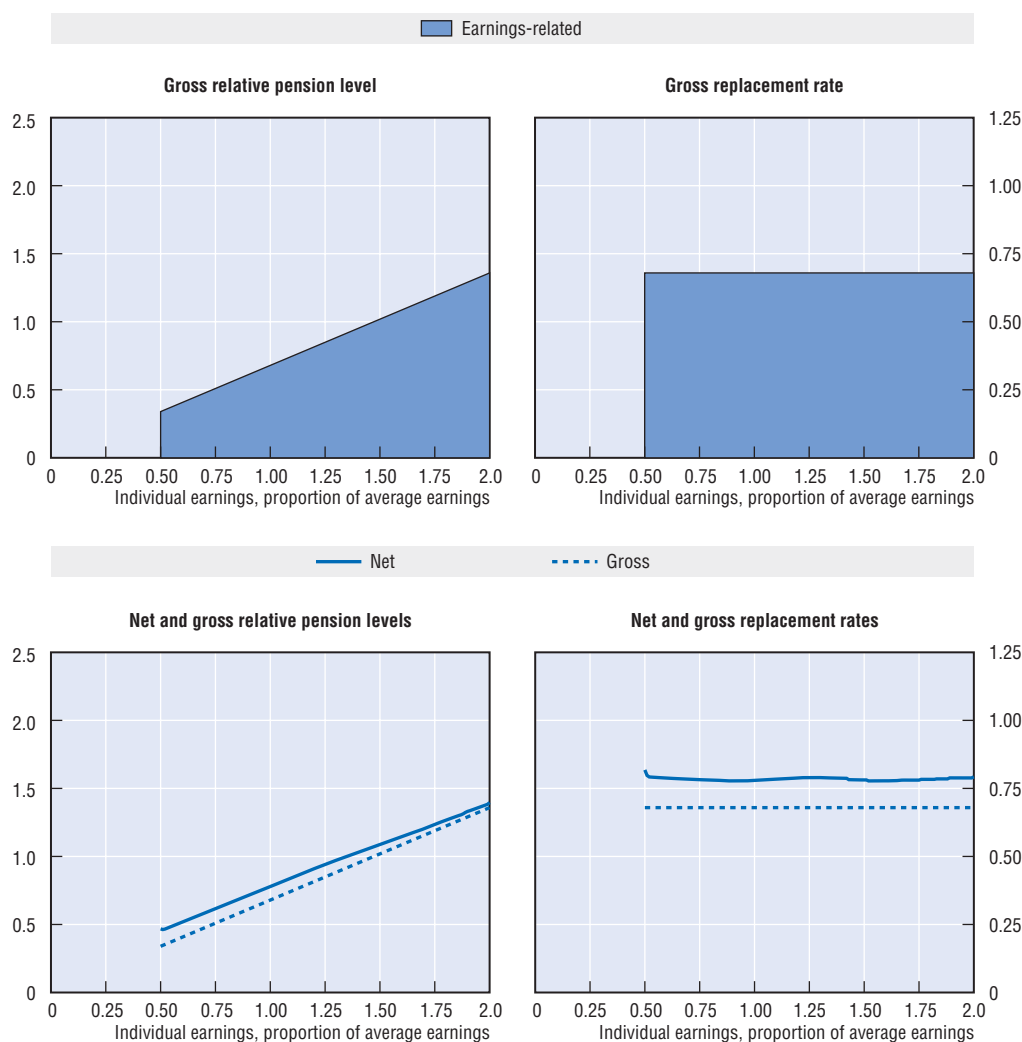 Earnings-related
Gross relative pension level
2.5
2.0
1.5
1.0
0.5
0
0 0.25 0.50 0.75 1.00 1.25 1.50 1.75 2.0
Individual earnings, proportion of average earnings
Gross replacement rate
1.25
1.00
0.75
0.50
0.25
0
0 0.25 0.50 0.75 1.00 1.25 1.50 1.75 2.0
Individual earnings, proportion of average earnings
Net Gross
Net and gross relative pension levels
2.5
2.0
1.5
1.0
0.5
0
0 0.25 0.50 0.75 1.00 1.25 1.50 1.75 2.0
Individual earnings, proportion of average earnings
Net and gross replacement rates
1.25
1.00
0.75
0.50
0.25
0
0 0.25 0.50 0.75 1.00 1.25 1.50 1.75 2.0
Individual earnings, proportion of average earnings